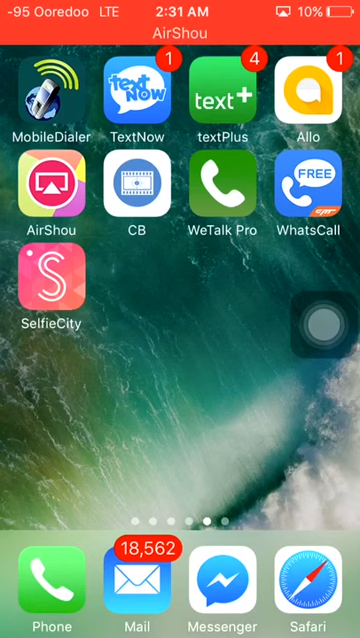 -95 Ooredoo LTE 2:31 AM 10%
AirShou
1 4 1
text NOW text+ FREE
MobileDialer TextNow textPlus Allo
CM
AirShou CB WeTalk Pro WhatsCall
S
SelfieCity
18,562
Phone Mail Messenger Safari